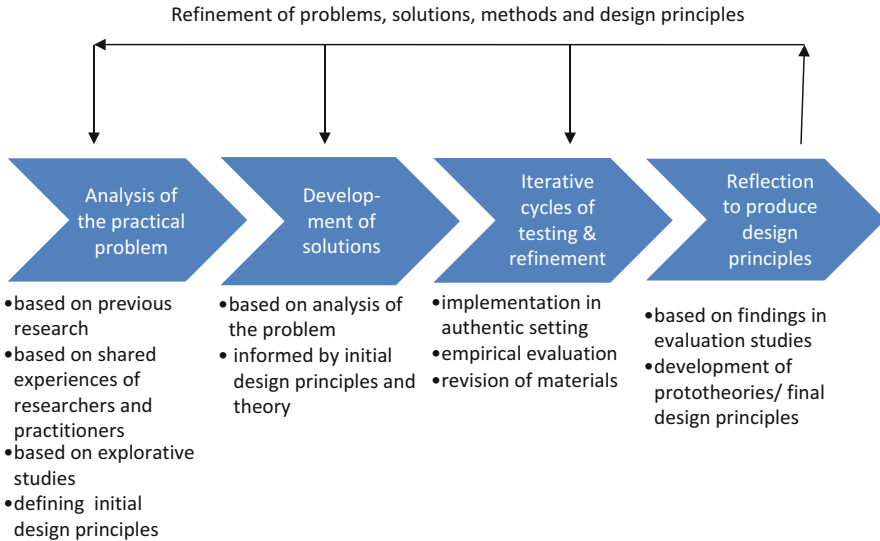 Refinement of problems, solutions, methods and design principles
Analysis of
the practical
problem
Develop-
ment of
solutions
Iterative
cycles of
testing &
refinement
Reflection
to produce
design
principles
•based on previous
research
•based on shared
experiences of
researchers and
practitioners
•based on explorative
studies
•defining initial
design principles
•based on analysis of
the problem
• informed by initial
design principles and
theory
•implementation in
authentic setting
•empirical evaluation
•revision of materials
•based on findings in
evaluation studies
•development of
prototheories/ final
design principles